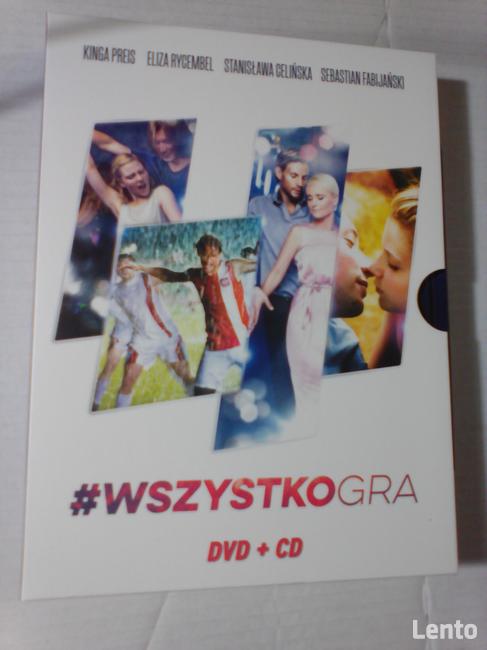 KINGA PREIS ELIZA RYCEMBEL STANISŁAWA CELIŃSKA SEBASTIAN FABIJAŃSKI
#WSZYSTKOGRA
DVD + CD
Lento